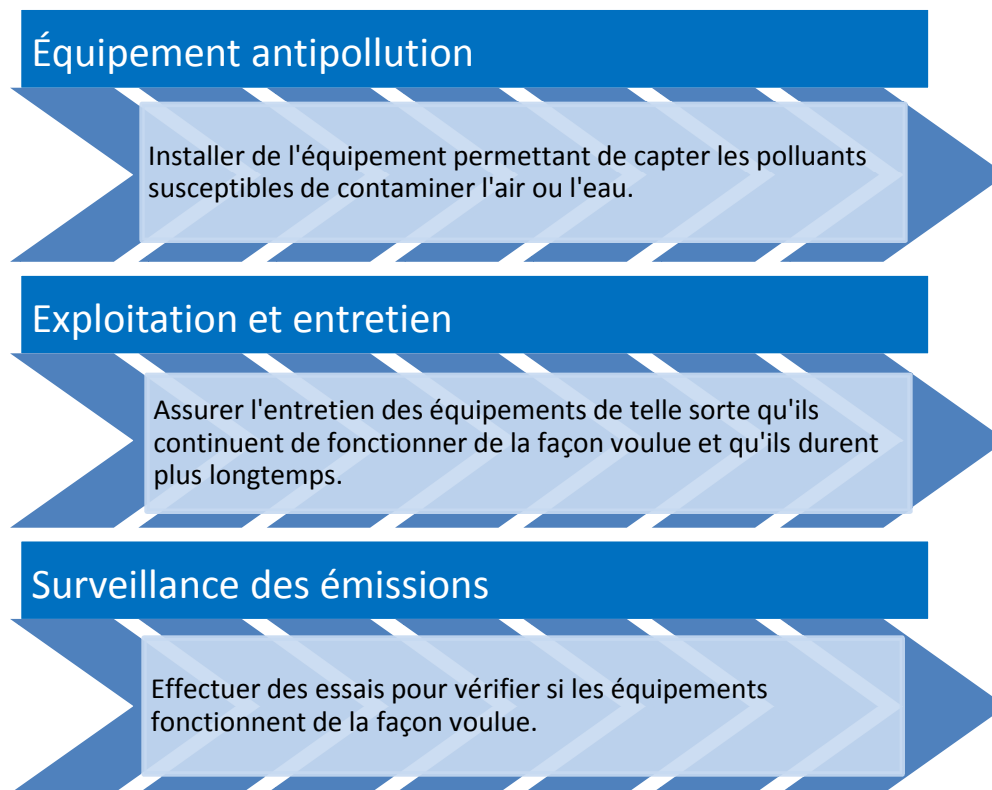 Équipement antipollution
Installer de l'équipement permettant de capter les polluants
susceptibles de contaminer l'air ou l'eau.
Exploitation et entretien
Assurer l'entretien des équipements de telle sorte qu'ils
continuent de fonctionner de la façon voulue et qu'ils durent
plus longtemps.
Surveillance des émissions
Effectuer des essais pour vérifier si les équipements
fonctionnent de la façon voulue.